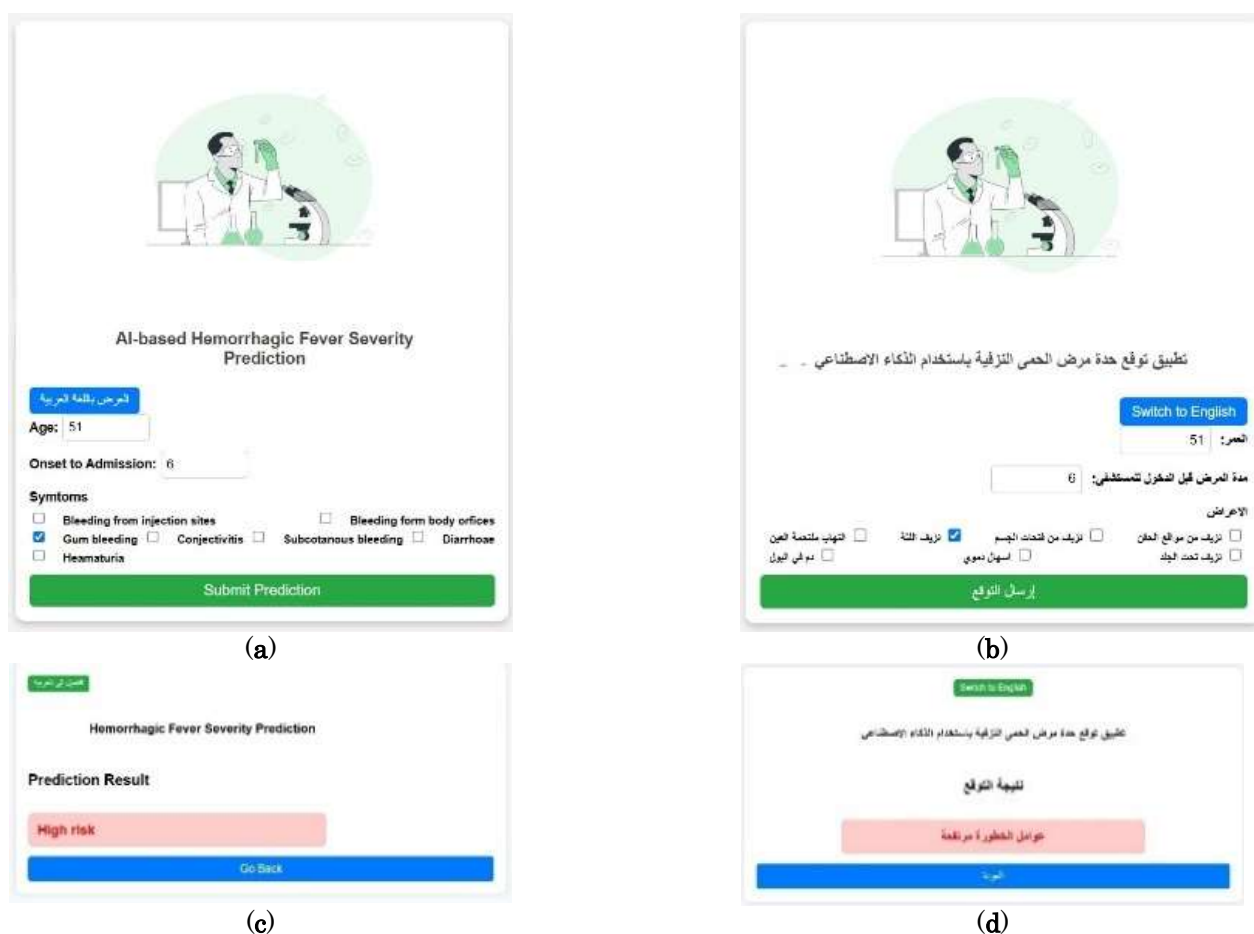 AI-based Hemorrhagic Fever Severity
Prediction
العرض باللغة العربية
Age: 51
Onset to Admission: 6
Symtoms
Bleeding from injection sites Bleeding form body orfices
Gum bleeding Conjectivitis Subcotanous bleeding Diarrhoae
Heamaturia
Submit Prediction
(a)
تطبيق توقع حدة مرض الحمى النزفية باستخدام الذكاء الاصطناعي
Switch to English
العمر: 51
مدة المرض قبل الدخول للمستشفى: 6
الاعراض
نزيف من مواقع الحقن نزيف من فتحات الجسم نزيف اللثة التهاب ملتحمة العين
نزيف تحت الجلد اسهال دموي دم في البول
إرسال التوقع
(b)
Hemorrhagic Fever Severity Prediction
Prediction Result
High risk
Go Back
(c)
Switch to English
تطبيق توقع حدة مرض الحمى النزفية باستخدام الذكاء الاصطناعي
نتيجة التوقع
عوامل الخطورة مرتفعة
العودة
(d)